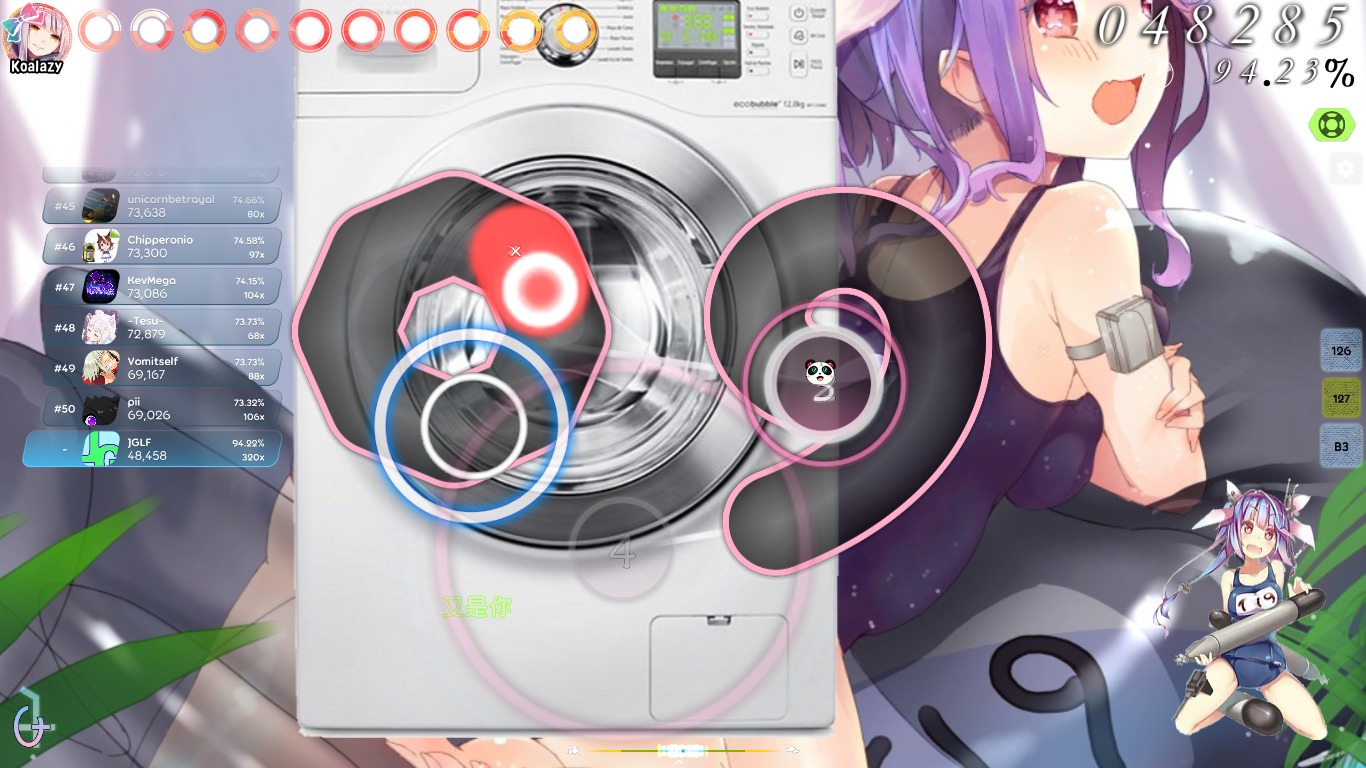 048285
94.23%
Koalazy
ecobubble™ 12,0kg
#45 unicornbetrayal 74.66%
73,638 80x
#46 Chipperonio 74.58%
73,300 97x
#47 KevMega 74.15%
73,086 104x
#48 -Tesu- 73.73%
72,879 68x
#49 Vomitself 73.73%
69,167 88x
#50 pii 73.32%
69,026 106x
- JGLF 94.22%
48,458 320x
126
127
B3
2
4
又是你
119